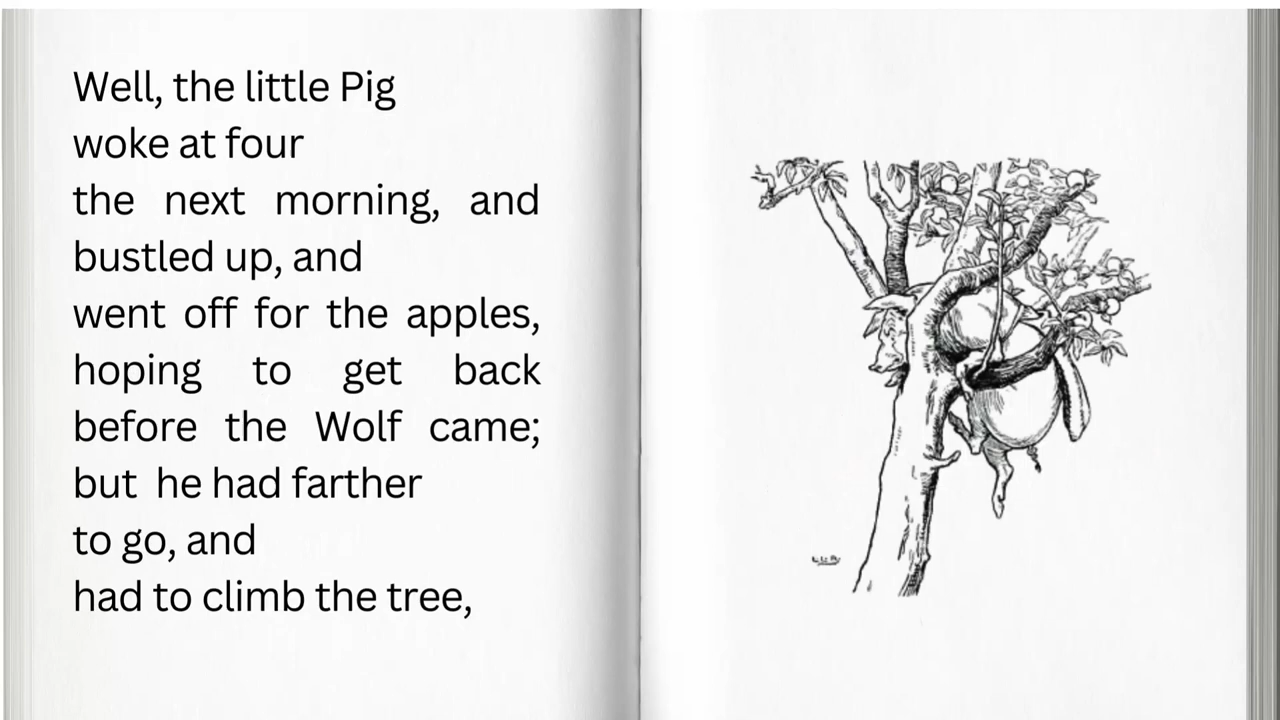 Well, the little Pig
woke at four
the next morning, and
bustled up, and
went off for the apples,
hoping to get back
before the Wolf came;
but he had farther
to go, and
had to climb the tree,